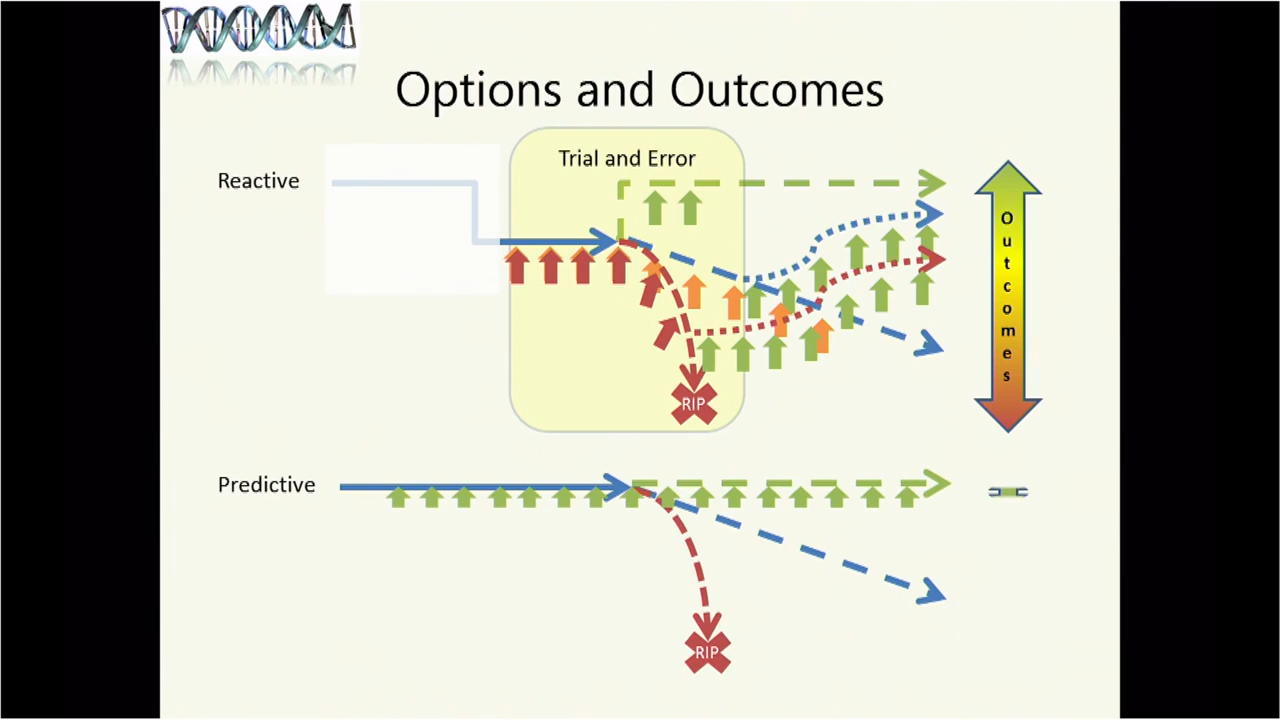 Options and Outcomes
Trial and Error
Reactive
Outcomes
RIP
Predictive
RIP